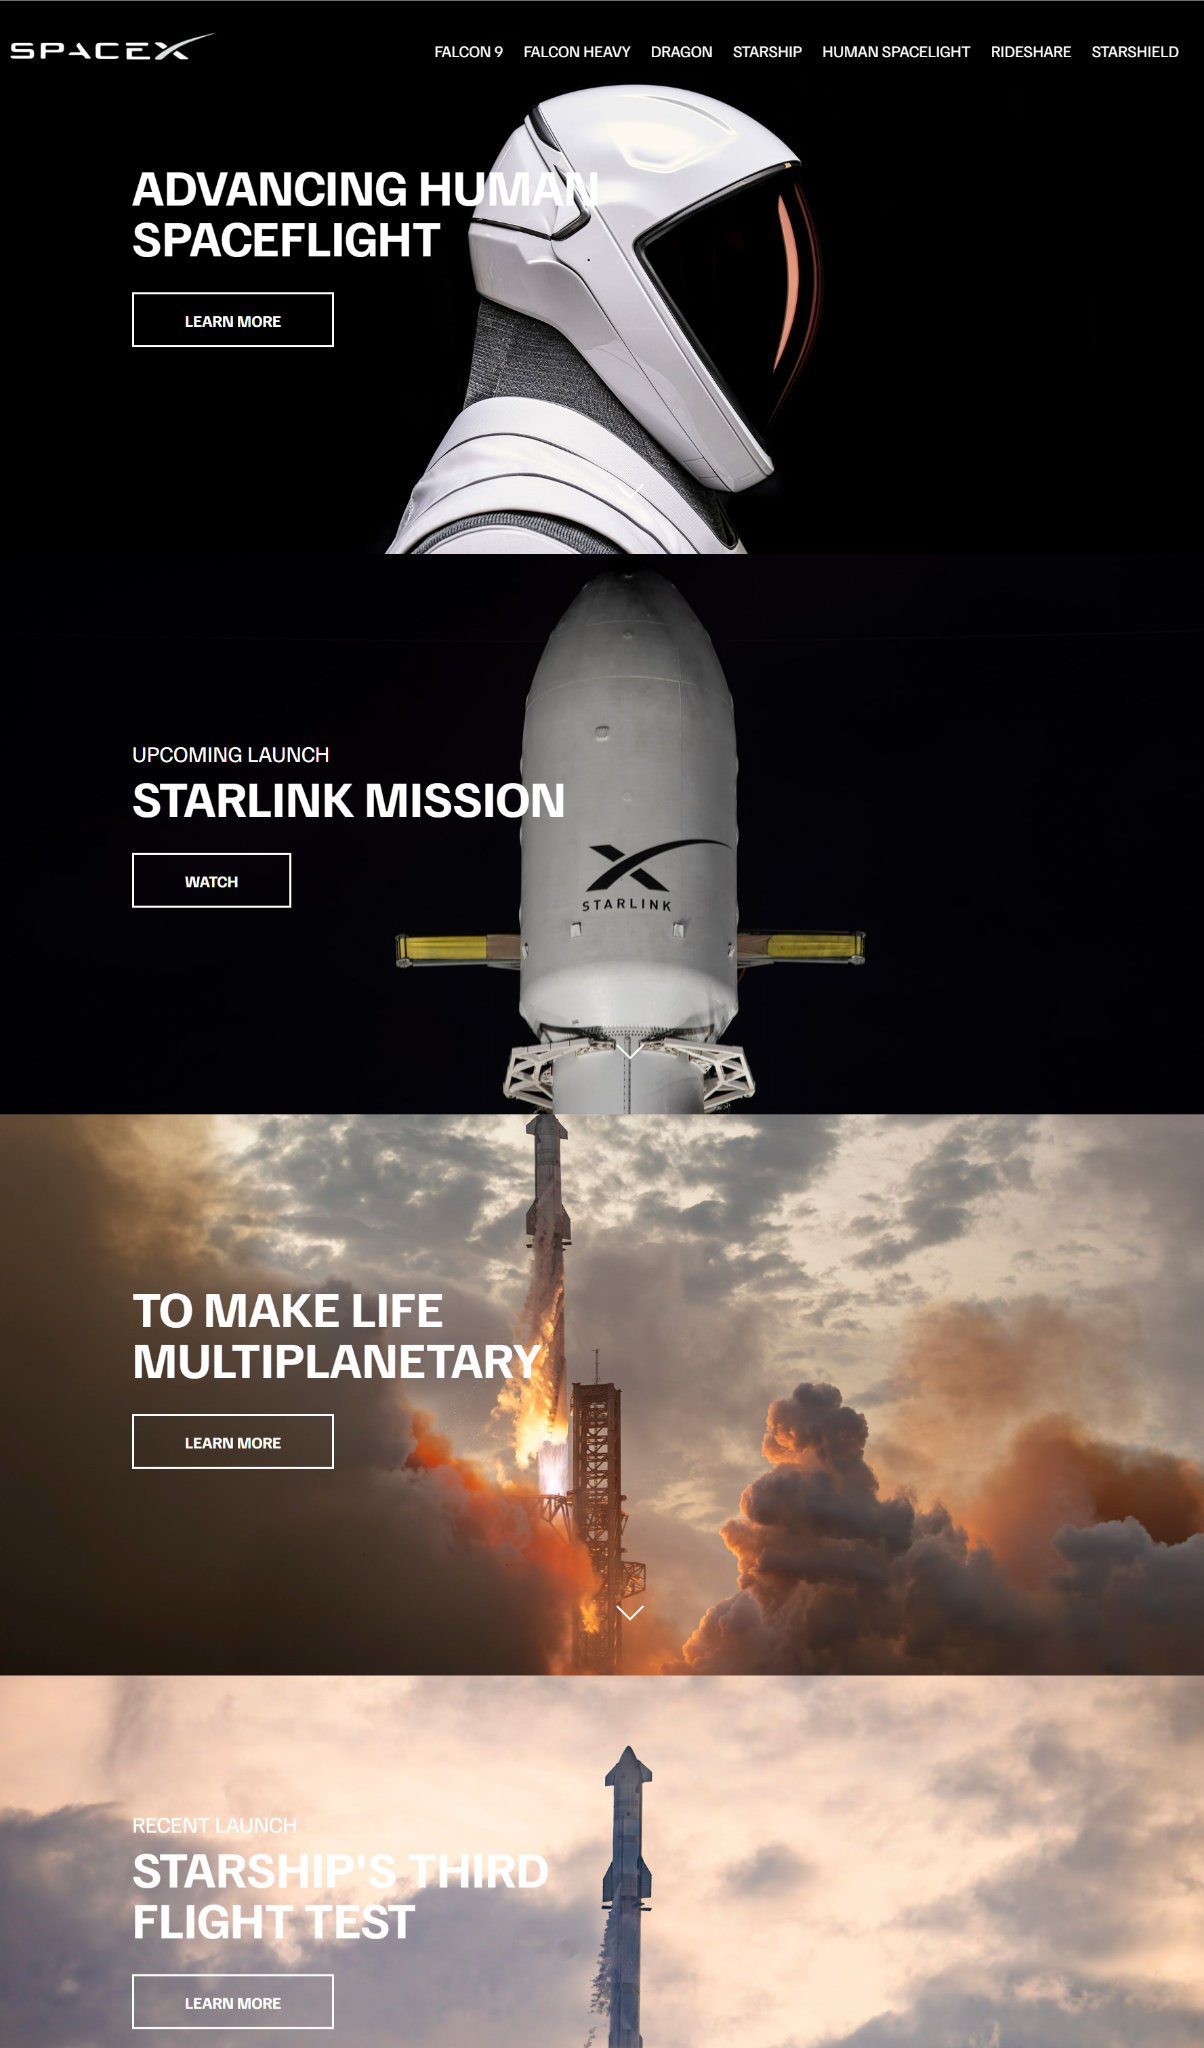 SPACEX
FALCON 9 FALCON HEAVY DRAGON STARSHIP HUMAN SPACELIGHT RIDESHARE STARSHIELD
ADVANCING HUMAN
SPACEFLIGHT
LEARN MORE
UPCOMING LAUNCH
STARLINK MISSION
WATCH
STARLINK
TO MAKE LIFE
MULTIPLANETARY
LEARN MORE
RECENT LAUNCH
STARSHIP'S THIRD
FLIGHT TEST
LEARN MORE